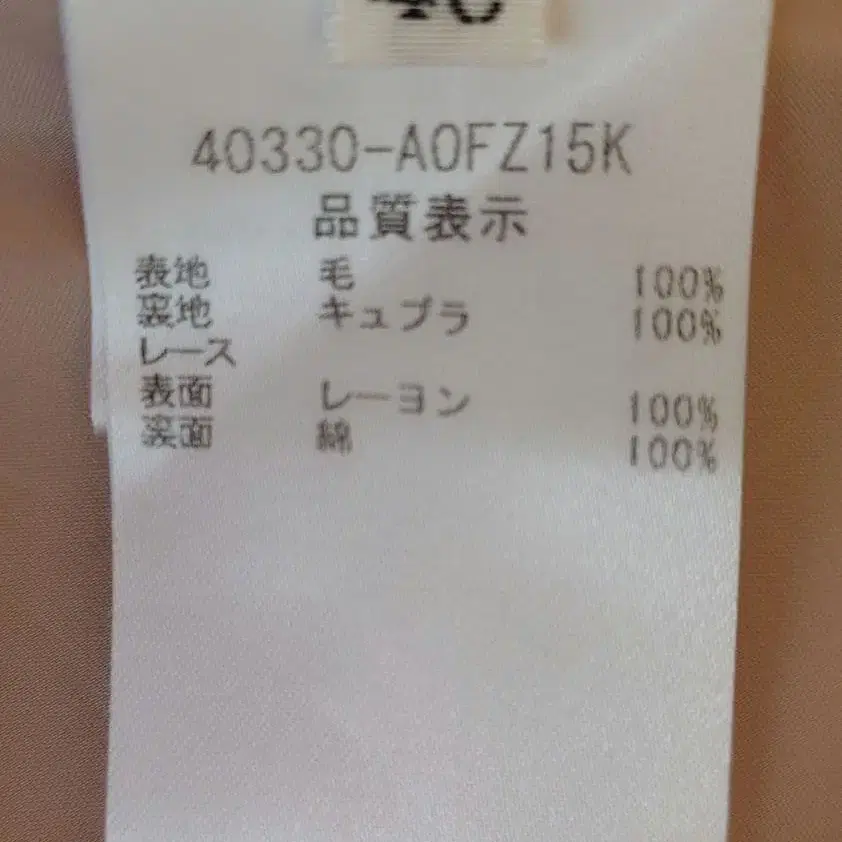 40330-A0FZ15K
品質表示
表地 毛 100%
裏地 キュプラ 100%
レース
表面 レーヨン 100%
裏面 綿 100%